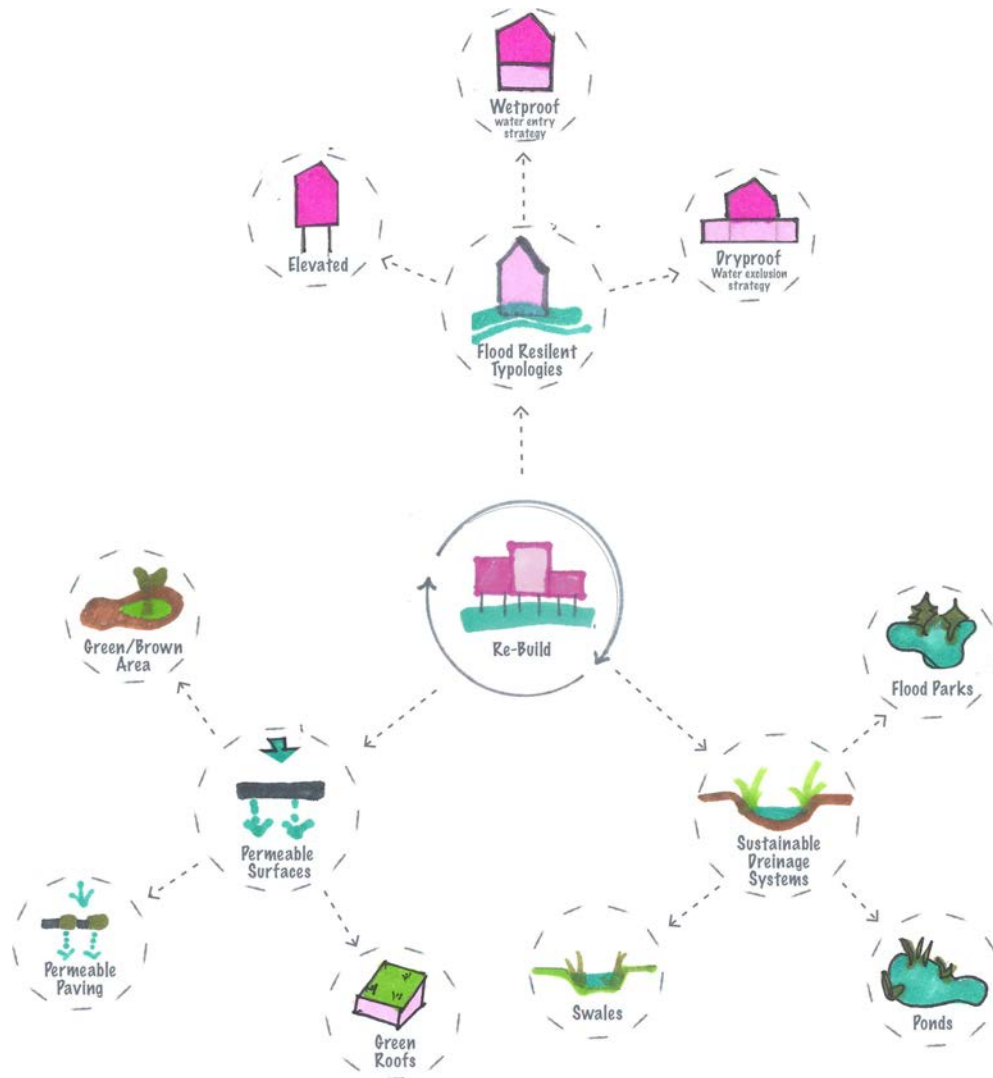 Wetproof
water entry
strategy
Elevated
Dryproof
Water exclusion
strategy
Flood Resilent
Typologies
Re-Build
Green/Brown
Area
Flood Parks
Permeable
Surfaces
Sustainable
Dreinage
Systems
Permeable
Paving
Green
Roofs
Swales
Ponds